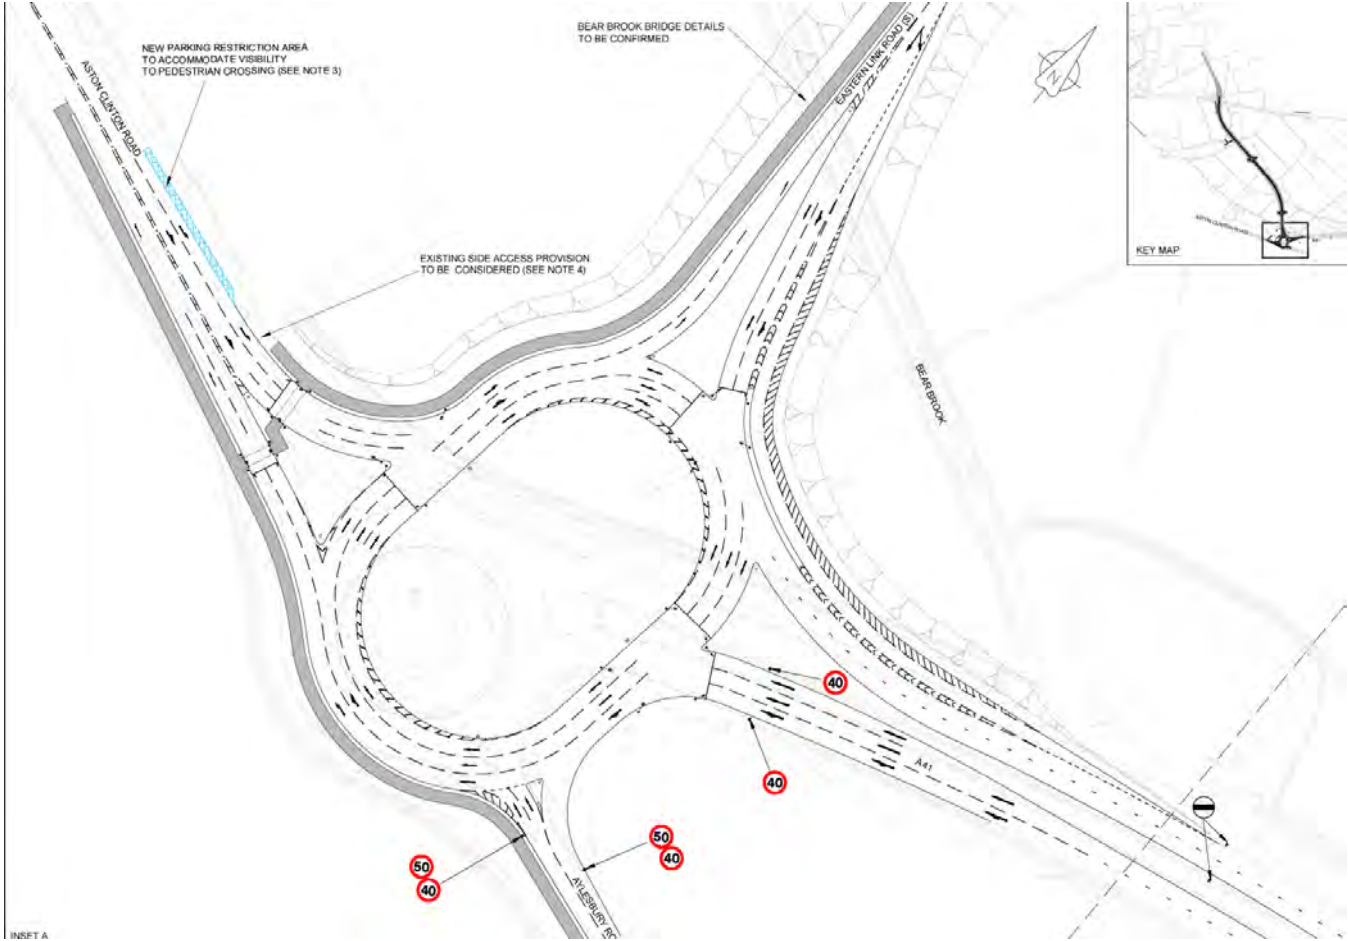 BEAR BROOK BRIDGE DETAILS
TO BE CONFIRMED
NEW PARKING RESTRICTION AREA
TO ACCOMMODATE VISIBILITY
TO PEDESTRIAN CROSSING (SEE NOTE 3)
ASTON CLINTON ROAD
EASTERN LINK ROAD (S)
N
KEY MAP
EXISTING SIDE ACCESS PROVISION
TO BE CONSIDERED (SEE NOTE 4)
BEAR BROOK
40
A41
40
50
40
50
40
AYLESBURY RO
INSET A